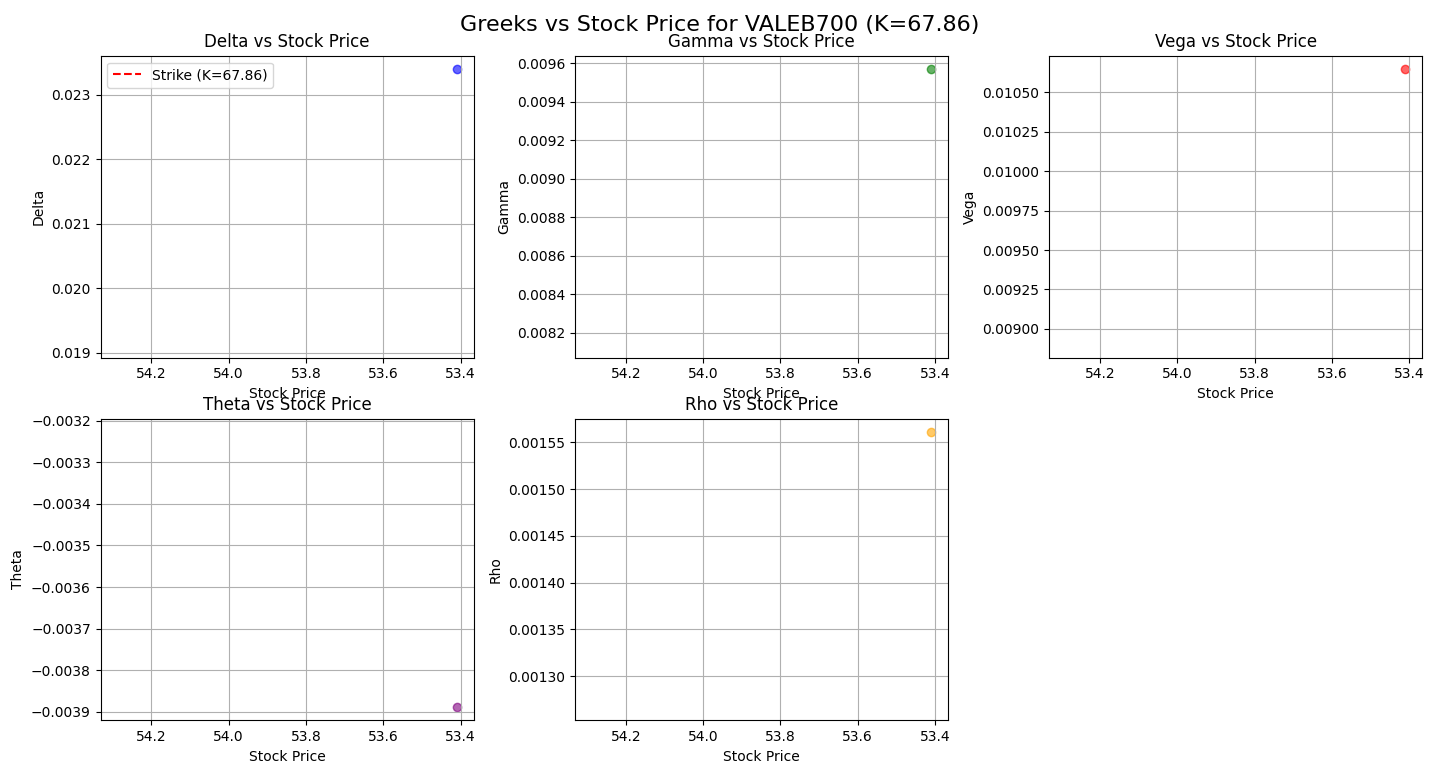 Greeks vs Stock Price for VALEB700 (K=67.86)
Delta vs Stock Price
Strike (K=67.86)
0.023
0.022
0.021
0.020
0.019
Delta
54.2 54.0 53.8 53.6 53.4
Stock Price
Gamma vs Stock Price
0.0096
0.0094
0.0092
0.0090
0.0088
0.0086
0.0084
0.0082
Gamma
54.2 54.0 53.8 53.6 53.4
Stock Price
Vega vs Stock Price
0.01050
0.01025
0.01000
0.00975
0.00950
0.00925
0.00900
Vega
54.2 54.0 53.8 53.6 53.4
Stock Price
Theta vs Stock Price
−0.0032
−0.0033
−0.0034
−0.0035
−0.0036
−0.0037
−0.0038
−0.0039
Theta
54.2 54.0 53.8 53.6 53.4
Stock Price
Rho vs Stock Price
0.00155
0.00150
0.00145
0.00140
0.00135
0.00130
Rho
54.2 54.0 53.8 53.6 53.4
Stock Price